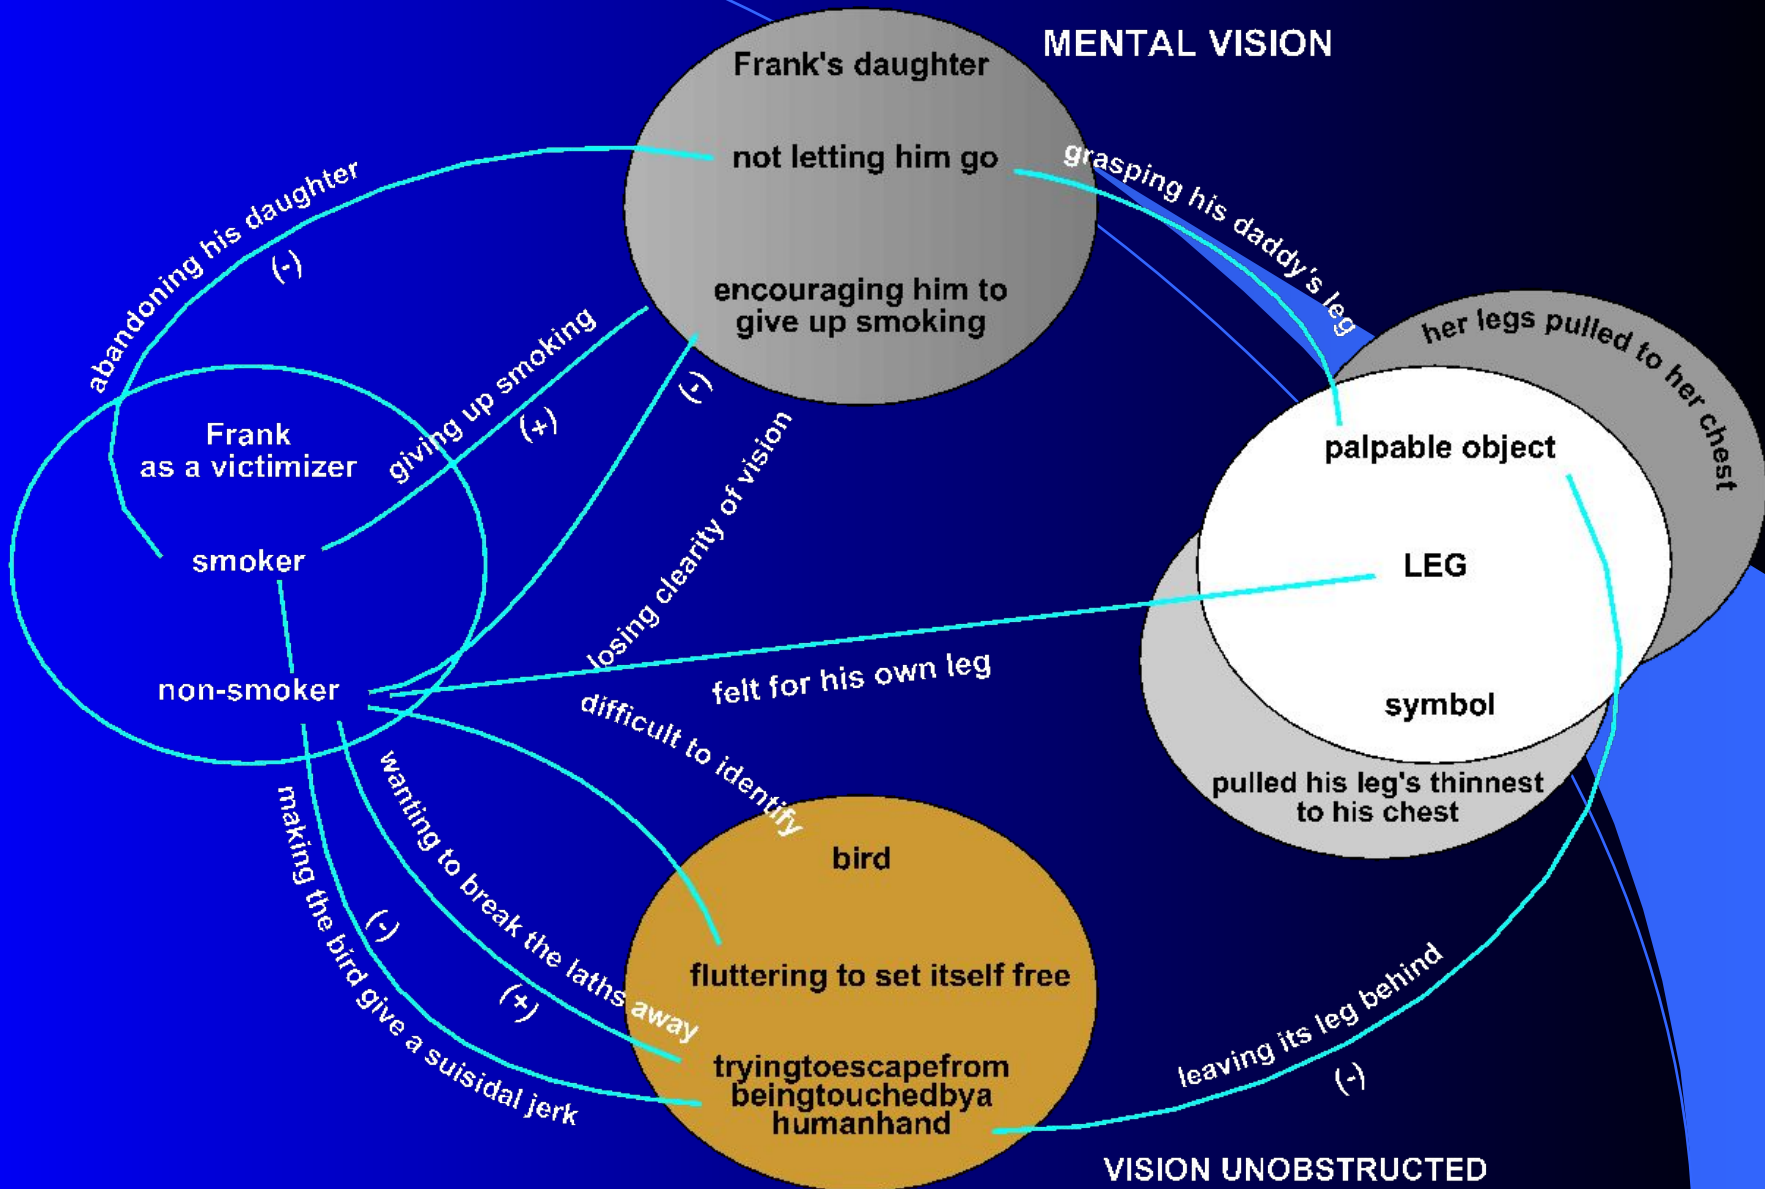 MENTAL VISION
Frank's daughter
not letting him go
encouraging him to
give up smoking
grasping his daddy's leg
abandoning his daughter
(-)
giving up smoking
(+)
(-)
her legs pulled to her chest
Frank
as a victimizer
smoker
non-smoker
losing clearity of vision
palpable object
LEG
symbol
pulled his leg's thinnest
to his chest
felt for his own leg
difficult to identify
wanting to break the laths away
(+)
making the bird give a suisidal jerk
(-)
bird
fluttering to set itself free
tryingtoescapefrom
beingtouchedbya
humanhand
leaving its leg behind
(-)
VISION UNOBSTRUCTED